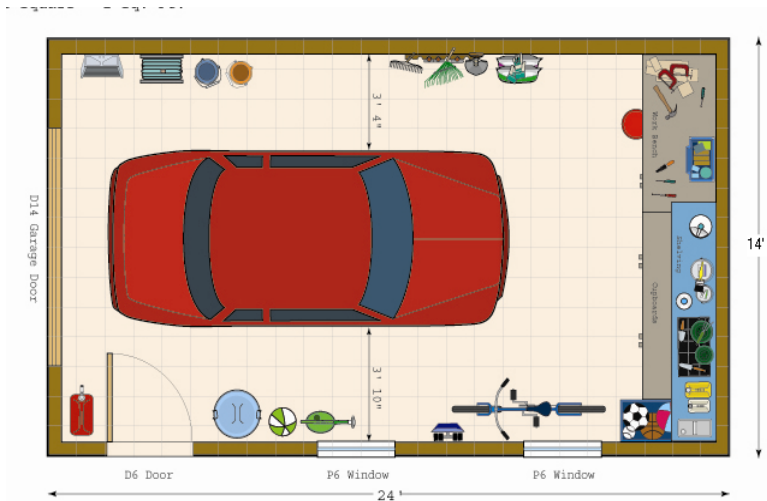 3' 4"
Work Bench
14'
D14 Garage Door
Shelving
Cupboards
3' 10"
D6 Door
P6 Window
P6 Window
24'